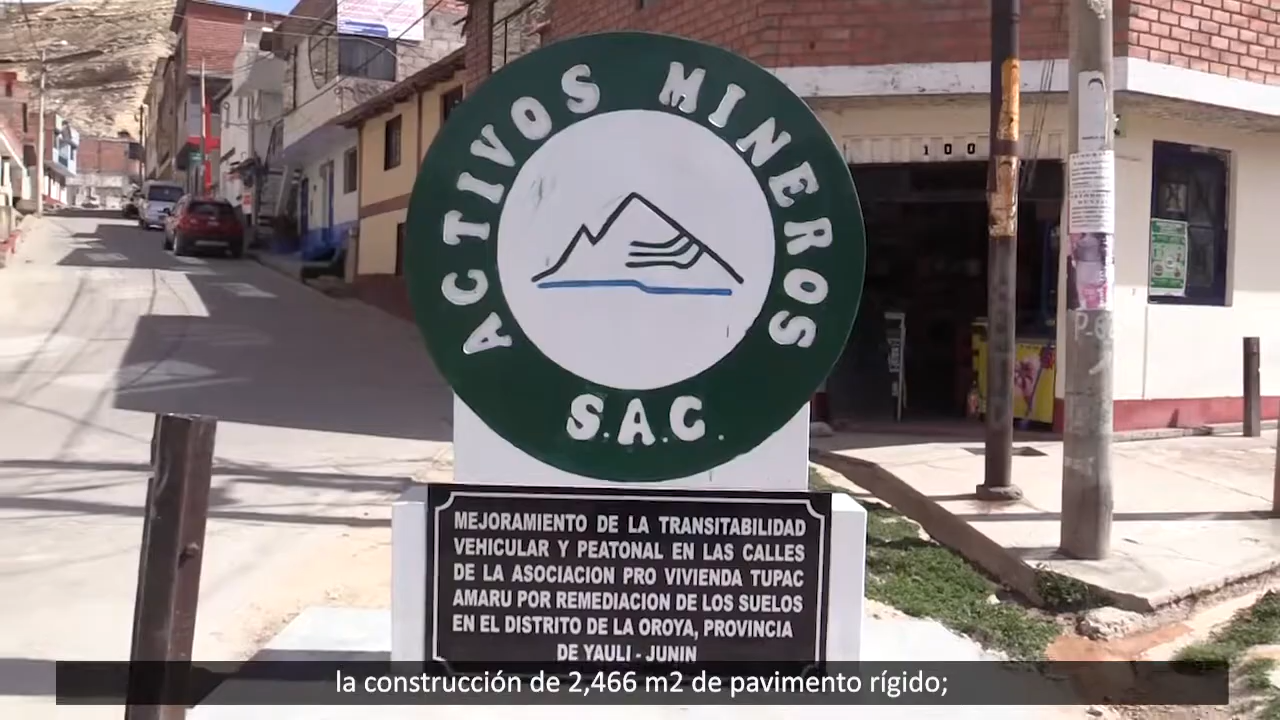 ACTIVOS MINEROS
S.A.C.
100
MEJORAMIENTO DE LA TRANSITABILIDAD
VEHICULAR Y PEATONAL EN LAS CALLES
DE LA ASOCIACION PRO VIVIENDA TUPAC
AMARU POR REMEDIACION DE LOS SUELOS
EN EL DISTRITO DE LA OROYA, PROVINCIA
DE YAULI - JUNIN
la construcción de 2,466 m2 de pavimento rígido;